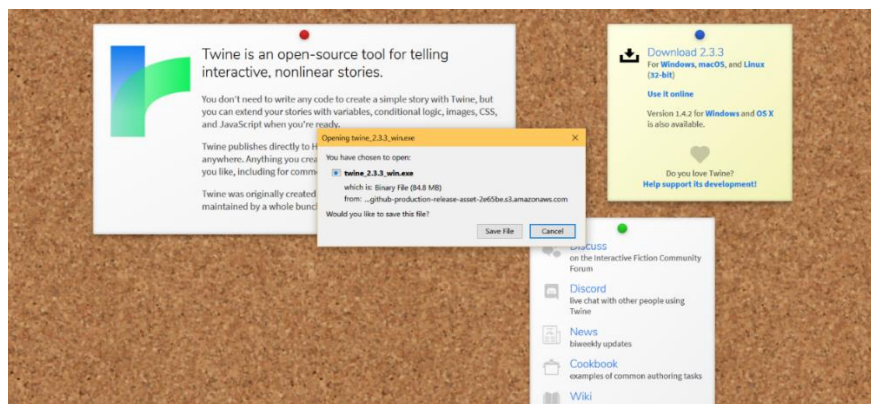 Twine is an open-source tool for telling
interactive, nonlinear stories.
You don't need to write any code to create a simple story with Twine, but
you can extend your stories with variables, conditional logic, images, CSS,
and JavaScript when you're ready.
Twine publishes directly to H
anywhere. Anything you crea
you like, including for comm
Twine was originally created
maintained by a whole bunc
Opening twine_2.3.3_win.exe
You have chosen to open:
twine_2.3.3_win.exe
which is: Binary File (84.8 MB)
from: ...github-production-release-asset-2e65be.s3.amazonaws.com
Would you like to save this file?
Save File
Cancel
Download 2.3.3
For Windows, macOS, and Linux
(32-bit)
Use it online
Version 1.4.2 for Windows and OS X
is also available.
Do you love Twine?
Help support its development!
Discuss
on the Interactive Fiction Community
Forum
Discord
live chat with other people using
Twine
News
biweekly updates
Cookbook
examples of common authoring tasks
Wiki